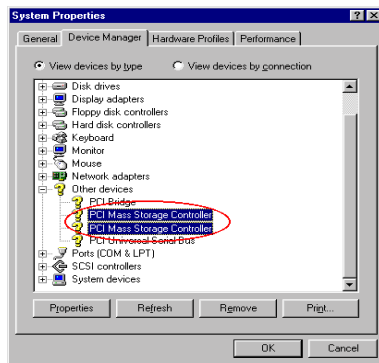 System Properties
General Device Manager Hardware Profiles Performance
View devices by type View devices by connection
Disk drives
Display adapters
Floppy disk controllers
Hard disk controllers
Keyboard
Monitor
Mouse
Network adapters
Other devices
PCI Bridge
PCI Mass Storage Controller
PCI Mass Storage Controller
PCI Universal Serial Bus
Ports (COM & LPT)
SCSI controllers
System devices
Properties Refresh Remove Print...
OK Cancel